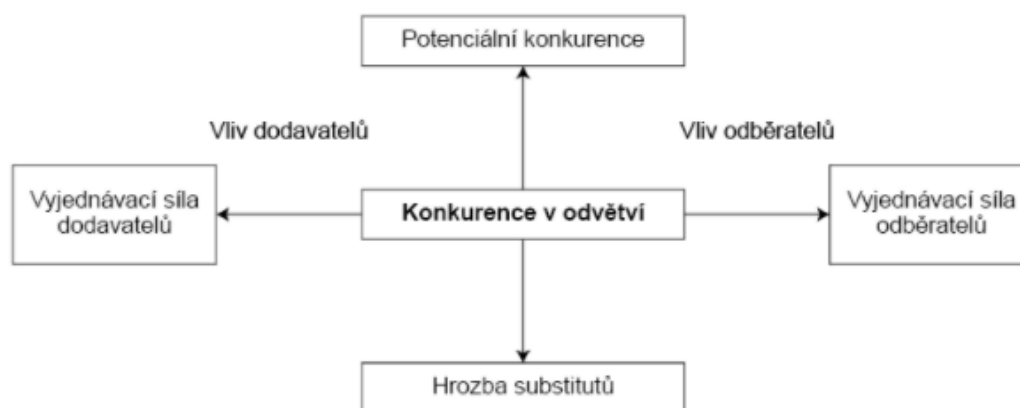 Potenciální konkurence
Vliv dodavatelů
Vliv odběratelů
Vyjednávací síla
dodavatelů
Konkurence v odvětví
Vyjednávací síla
odběratelů
Hrozba substitutů